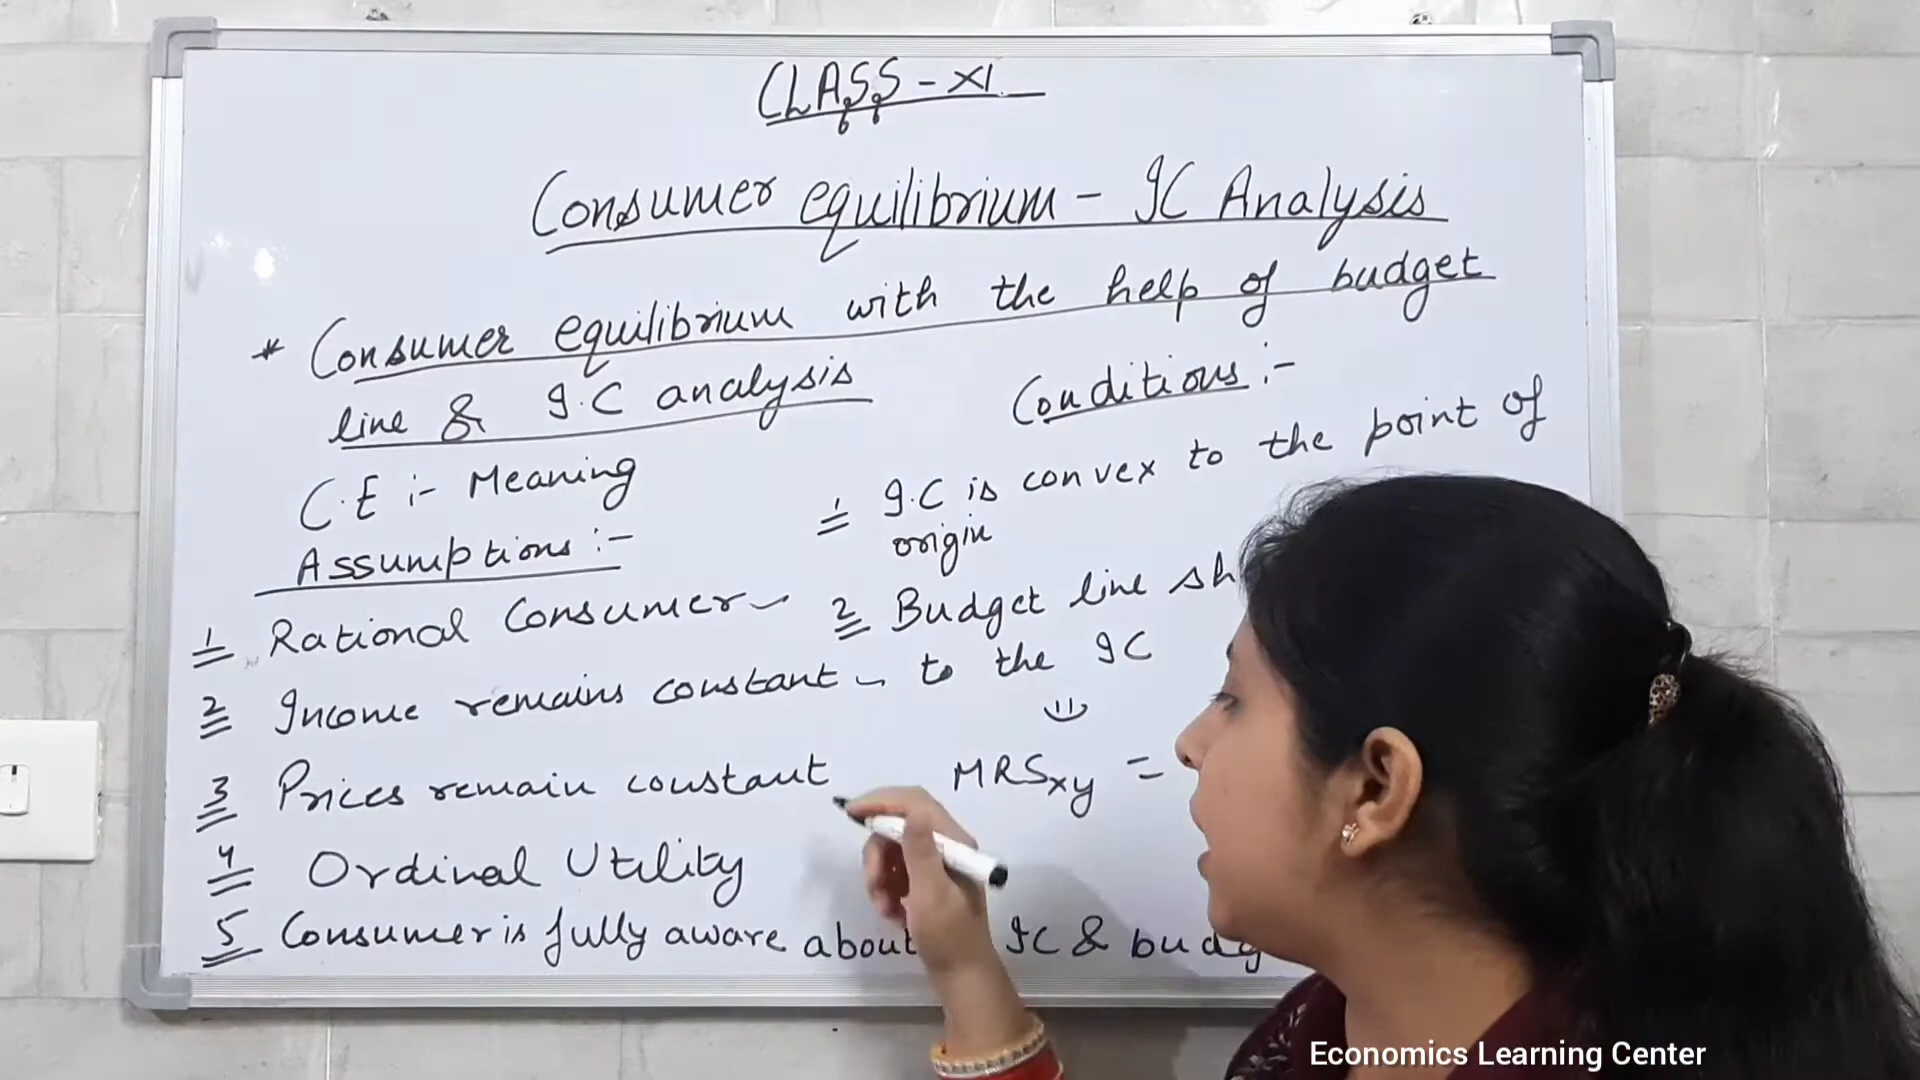 CLASS - XI
Consumer equilibrium - IC Analysis
* Consumer equilibrium with the help of budget
line & I.C analysis
C.E :- Meaning
Assumptions :-
1 Rational Consumer
2 Income remains constant
3 Prices remain constant
4 Ordinal Utility
5 Consumer is fully aware about IC &
Conditions :-
1 I.C is convex to the point of
origin
2 Budget line
to the IC
MRSxy =
Economics Learning Center